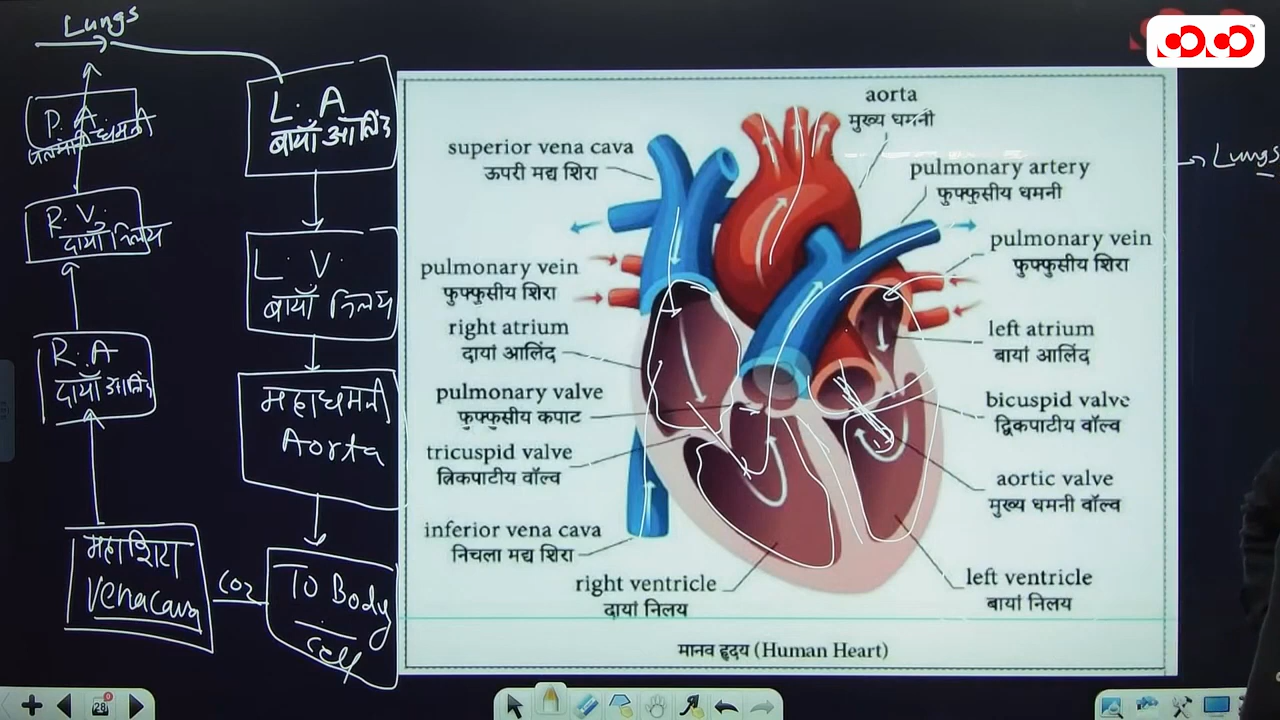 Lungs
P. A.
R. V.
दायाँ निलय
R. A
दायाँ आलिंद
महाशिरा
Venacava
CO2
L. A
बायाँ आलिंद
L. V.
बायाँ निलय
महाधमनी
Aorta
To Body
Cell
aorta
मुख्य धमनी
superior vena cava
ऊपरी मद्य शिरा
pulmonary artery
फुफ्फुसीय धमनी
Lungs
pulmonary vein
फुफ्फुसीय शिरा
pulmonary vein
फुफ्फुसीय शिरा
right atrium
दायां आलिंद
left atrium
बायां आलिंद
pulmonary valve
फुफ्फुसीय कपाट
bicuspid valve
द्विकपाटीय वॉल्व
tricuspid valve
त्रिकपाटीय वॉल्व
aortic valve
मुख्य धमनी वॉल्व
inferior vena cava
निचला मद्य शिरा
right ventricle
दायां निलय
left ventricle
बायां निलय
मानव हृदय (Human Heart)
28